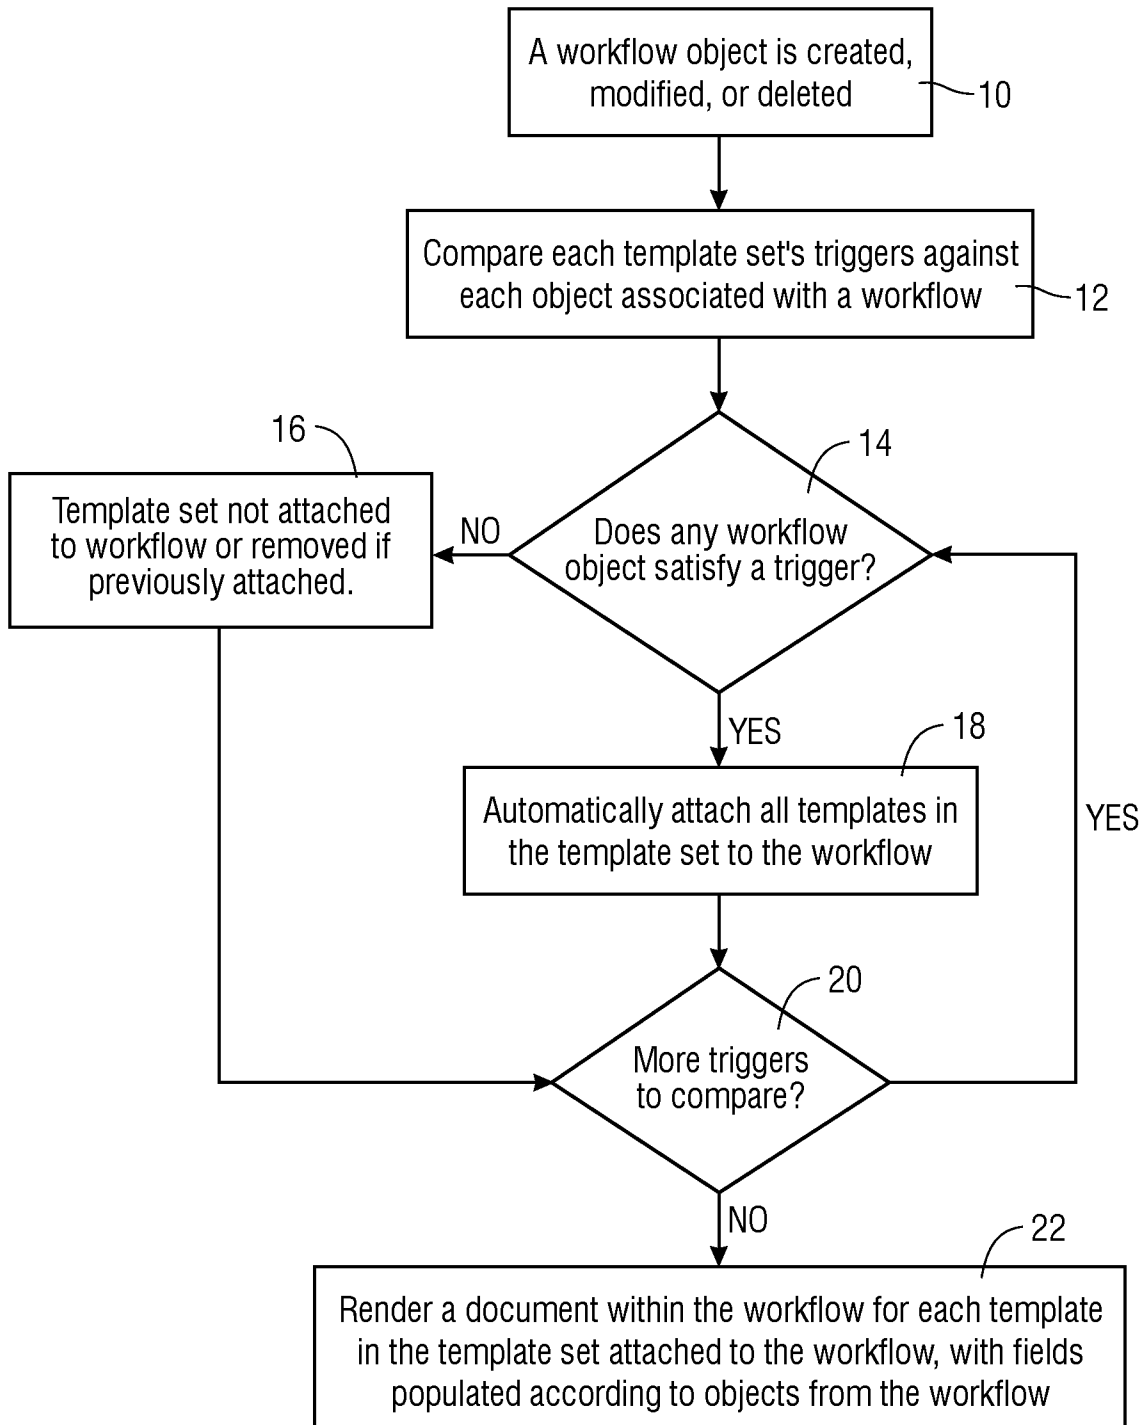 A workflow object is created,
modified, or deleted
10
Compare each template set's triggers against
each object associated with a workflow
12
16
14
Template set not attached
to workflow or removed if
previously attached.
NO
Does any workflow
object satisfy a trigger?
YES
18
Automatically attach all templates in
the template set to the workflow
YES
20
More triggers
to compare?
NO
22
Render a document within the workflow for each template
in the template set attached to the workflow, with fields
populated according to objects from the workflow